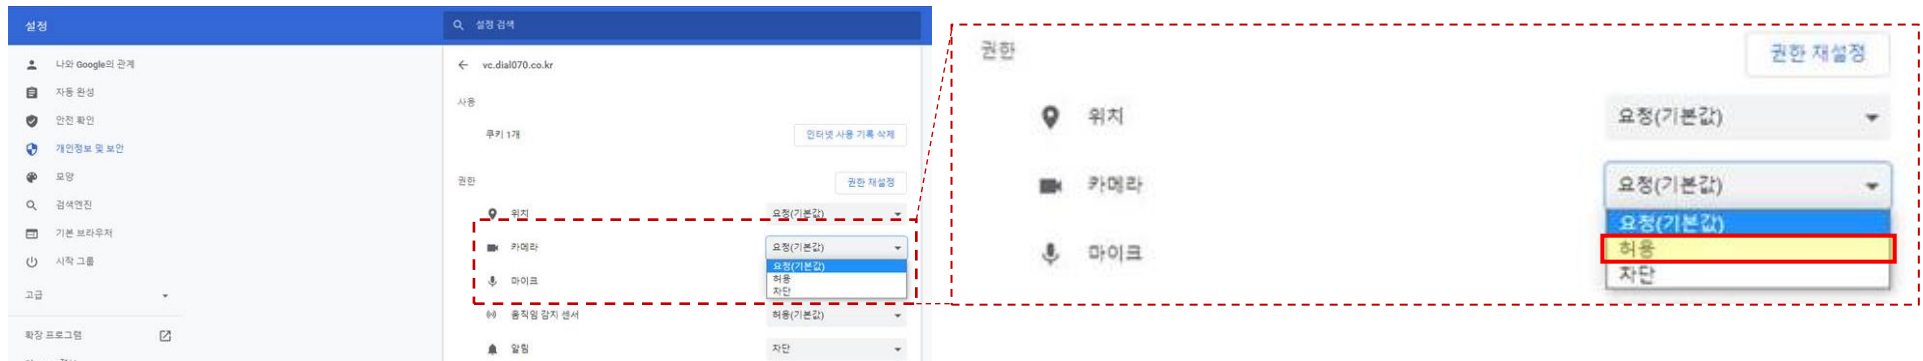 설정
설정 검색
나와 Google의 관계
자동 완성
안전 확인
개인정보 및 보안
모양
검색엔진
기본 브라우저
시작 그룹
고급
확장 프로그램
vc.dial070.co.kr
사용
쿠키 1개
인터넷 사용 기록 삭제
권한
권한 재설정
위치
요청(기본값)
카메라
요청(기본값)
요청(기본값)
허용
차단
마이크
움직임 감지 센서
허용(기본값)
알림
차단
권한
권한 재설정
위치
요청(기본값)
카메라
요청(기본값)
요청(기본값)
허용
차단
마이크